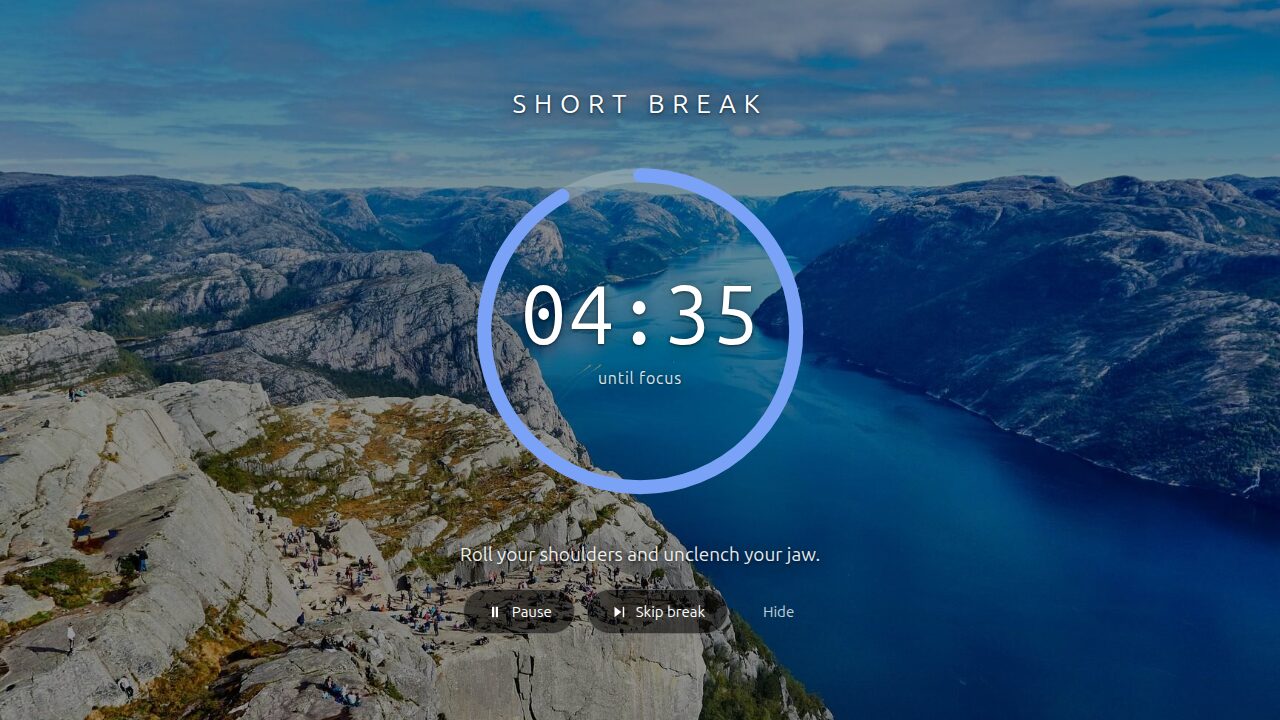 SHORT BREAK
04:35
until focus
Roll your shoulders and unclench your jaw.
Pause
Skip break
Hide